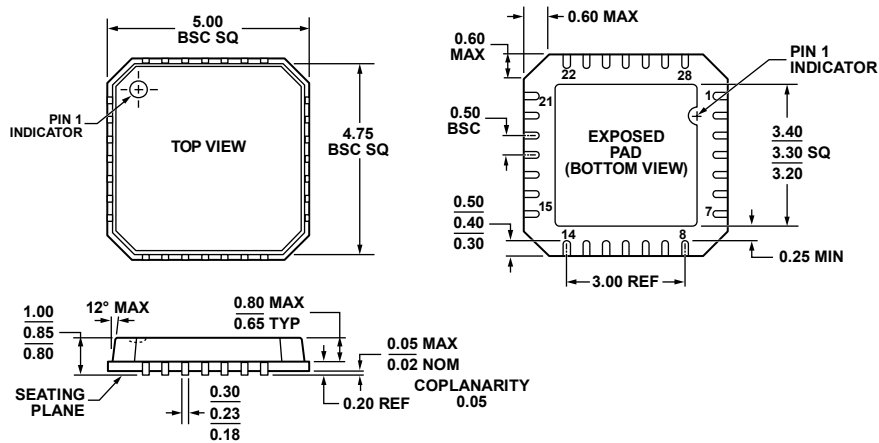 5.00
BSC SQ
PIN 1
INDICATOR
TOP VIEW
4.75
BSC SQ
0.60 MAX
0.60
MAX
22
28
PIN 1
INDICATOR
21
1
0.50
BSC
EXPOSED
PAD
(BOTTOM VIEW)
3.40
3.30 SQ
3.20
15
7
0.50
0.40
0.30
14
8
0.25 MIN
3.00 REF
1.00
0.85
0.80
12° MAX
0.80 MAX
0.65 TYP
0.05 MAX
0.02 NOM
COPLANARITY
0.05
SEATING
PLANE
0.30
0.23
0.18
0.20 REF